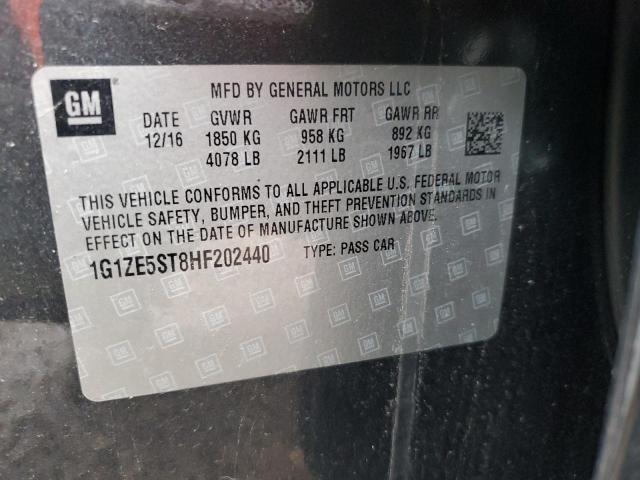 GM
MFD BY GENERAL MOTORS LLC
DATE GVWR GAWR FRT GAWR RR
12/16 1850 KG 958 KG 892 KG
4078 LB 2111 LB 1967 LB
THIS VEHICLE CONFORMS TO ALL APPLICABLE U.S. FEDERAL MOTOR
VEHICLE SAFETY, BUMPER, AND THEFT PREVENTION STANDARDS IN
EFFECT ON THE DATE OF MANUFACTURE SHOWN ABOVE.
1G1ZE5ST8HF202440 TYPE: PASS CAR